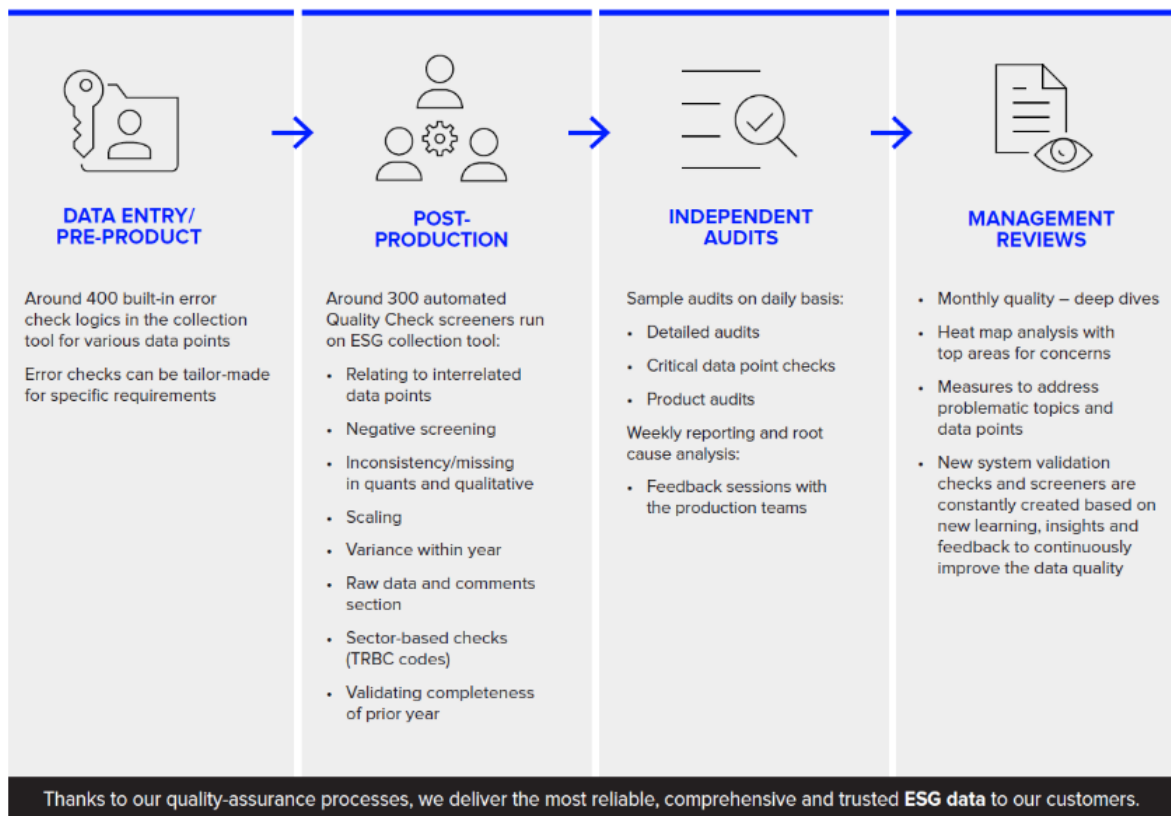 DATA ENTRY/
PRE-PRODUCT
Around 400 built-in error
check logics in the collection
tool for various data points
Error checks can be tailor-made
for specific requirements
POST-
PRODUCTION
Around 300 automated
Quality Check screeners run
on ESG collection tool:
• Relating to interrelated
data points
• Negative screening
• Inconsistency/missing
in quants and qualitative
• Scaling
• Variance within year
• Raw data and comments
section
• Sector-based checks
(TRBC codes)
• Validating completeness
of prior year
INDEPENDENT
AUDITS
Sample audits on daily basis:
• Detailed audits
• Critical data point checks
• Product audits
Weekly reporting and root
cause analysis:
• Feedback sessions with
the production teams
MANAGEMENT
REVIEWS
• Monthly quality – deep dives
• Heat map analysis with
top areas for concerns
• Measures to address
problematic topics and
data points
• New system validation
checks and screeners are
constantly created based on
new learning, insights and
feedback to continuously
improve the data quality
Thanks to our quality-assurance processes, we deliver the most reliable, comprehensive and trusted ESG data to our customers.